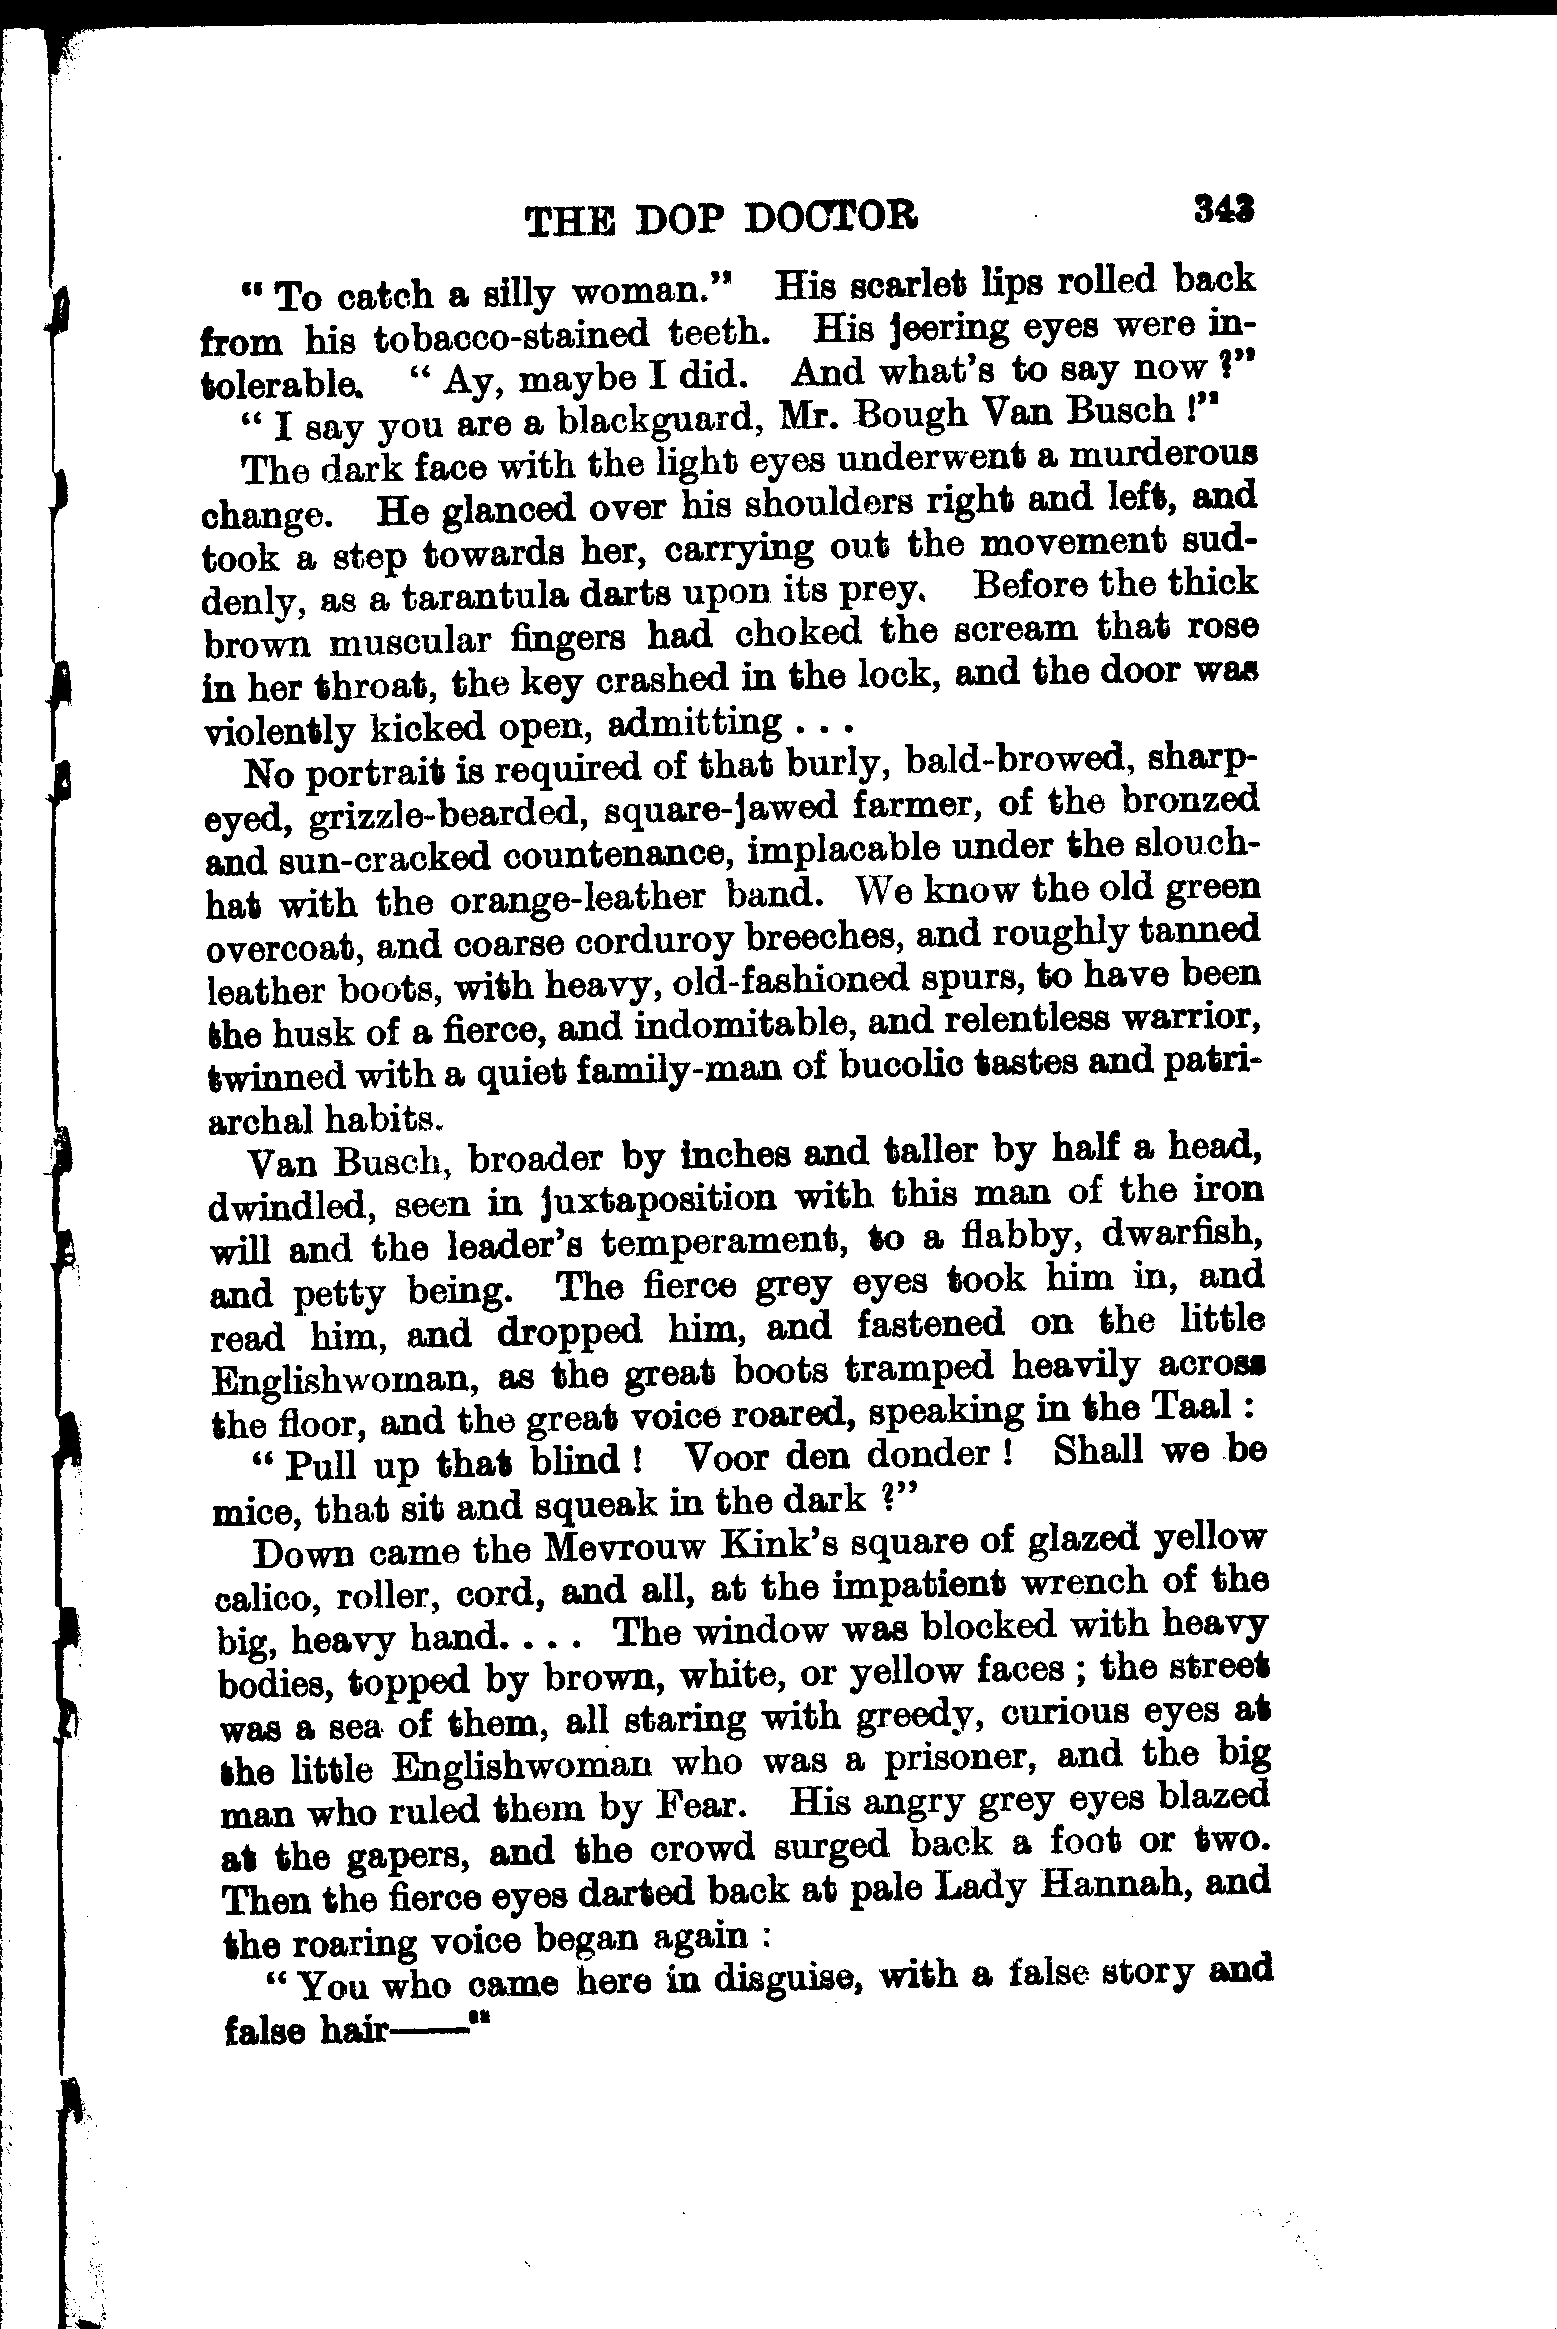 THE DOP DOCTOR 343
"To catch a silly woman." His scarlet lips rolled back
from his tobacco-stained teeth. His jeering eyes were in-
tolerable. "Ay, maybe I did. And what's to say now?"
"I say you are a blackguard, Mr. Bough Van Busch!"
The dark face with the light eyes underwent a murderous
change. He glanced over his shoulders right and left, and
took a step towards her, carrying out the movement sud-
denly, as a tarantula darts upon its prey. Before the thick
brown muscular fingers had choked the scream that rose
in her throat, the key crashed in the lock, and the door was
violently kicked open, admitting . . .
No portrait is required of that burly, bald-browed, sharp-
eyed, grizzle-bearded, square-jawed farmer, of the bronzed
and sun-cracked countenance, implacable under the slouch-
hat with the orange-leather band. We know the old green
overcoat, and coarse corduroy breeches, and roughly tanned
leather boots, with heavy, old-fashioned spurs, to have been
the husk of a fierce, and indomitable, and relentless warrior,
twinned with a quiet family-man of bucolic tastes and patri-
archal habits.
Van Busch, broader by inches and taller by half a head,
dwindled, seen in juxtaposition with this man of the iron
will and the leader's temperament, to a flabby, dwarfish,
and petty being. The fierce grey eyes took him in, and
read him, and dropped him, and fastened on the little
Englishwoman, as the great boots tramped heavily across
the floor, and the great voice roared, speaking in the Taal:
"Pull up that blind! Voor den donder! Shall we be
mice, that sit and squeak in the dark?"
Down came the Mevrouw Kink's square of glazed yellow
calico, roller, cord, and all, at the impatient wrench of the
big, heavy hand. . . . The window was blocked with heavy
bodies, topped by brown, white, or yellow faces; the street
was a sea of them, all staring with greedy, curious eyes at
the little Englishwoman who was a prisoner, and the big
man who ruled them by Fear. His angry grey eyes blazed
at the gapers, and the crowd surged back a foot or two.
Then the fierce eyes darted back at pale Lady Hannah, and
the roaring voice began again:
"You who came here in disguise, with a false story and
false hair——"